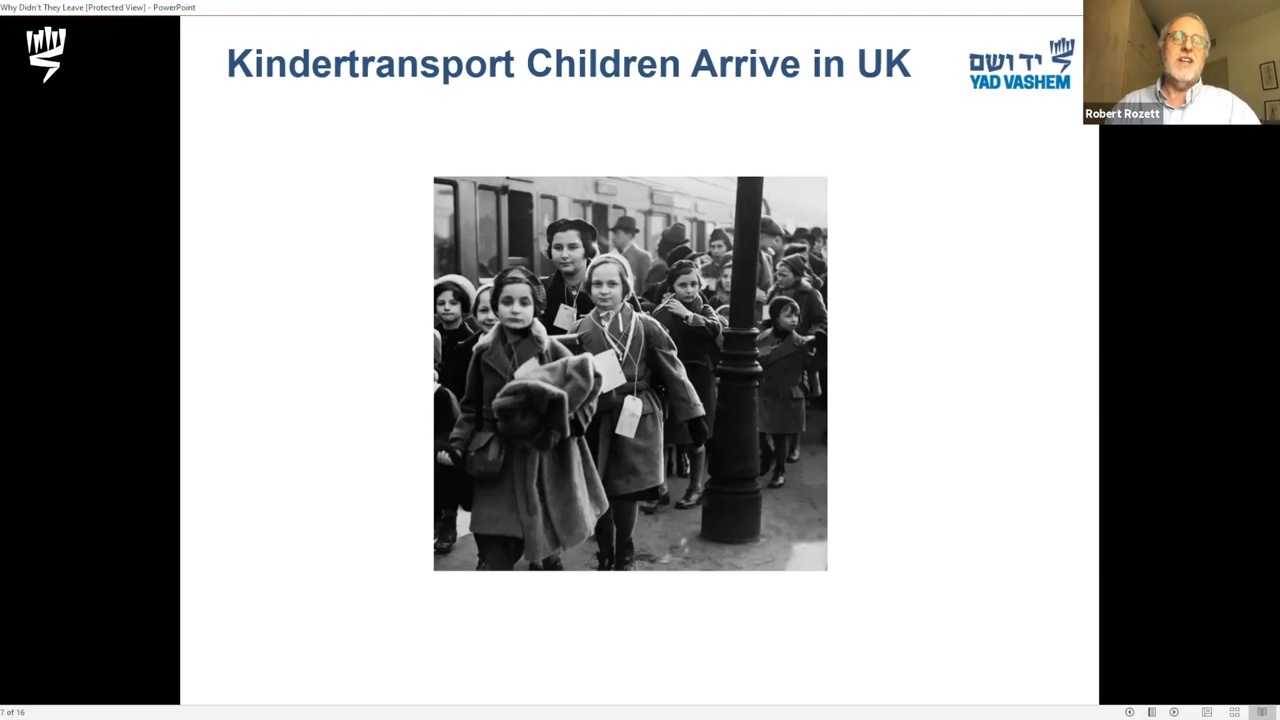 Why Didn't They Leave [Protected View] - PowerPoint
Kindertransport Children Arrive in UK
יד ושם
YAD VASHEM
Robert Rozett
7 of 16